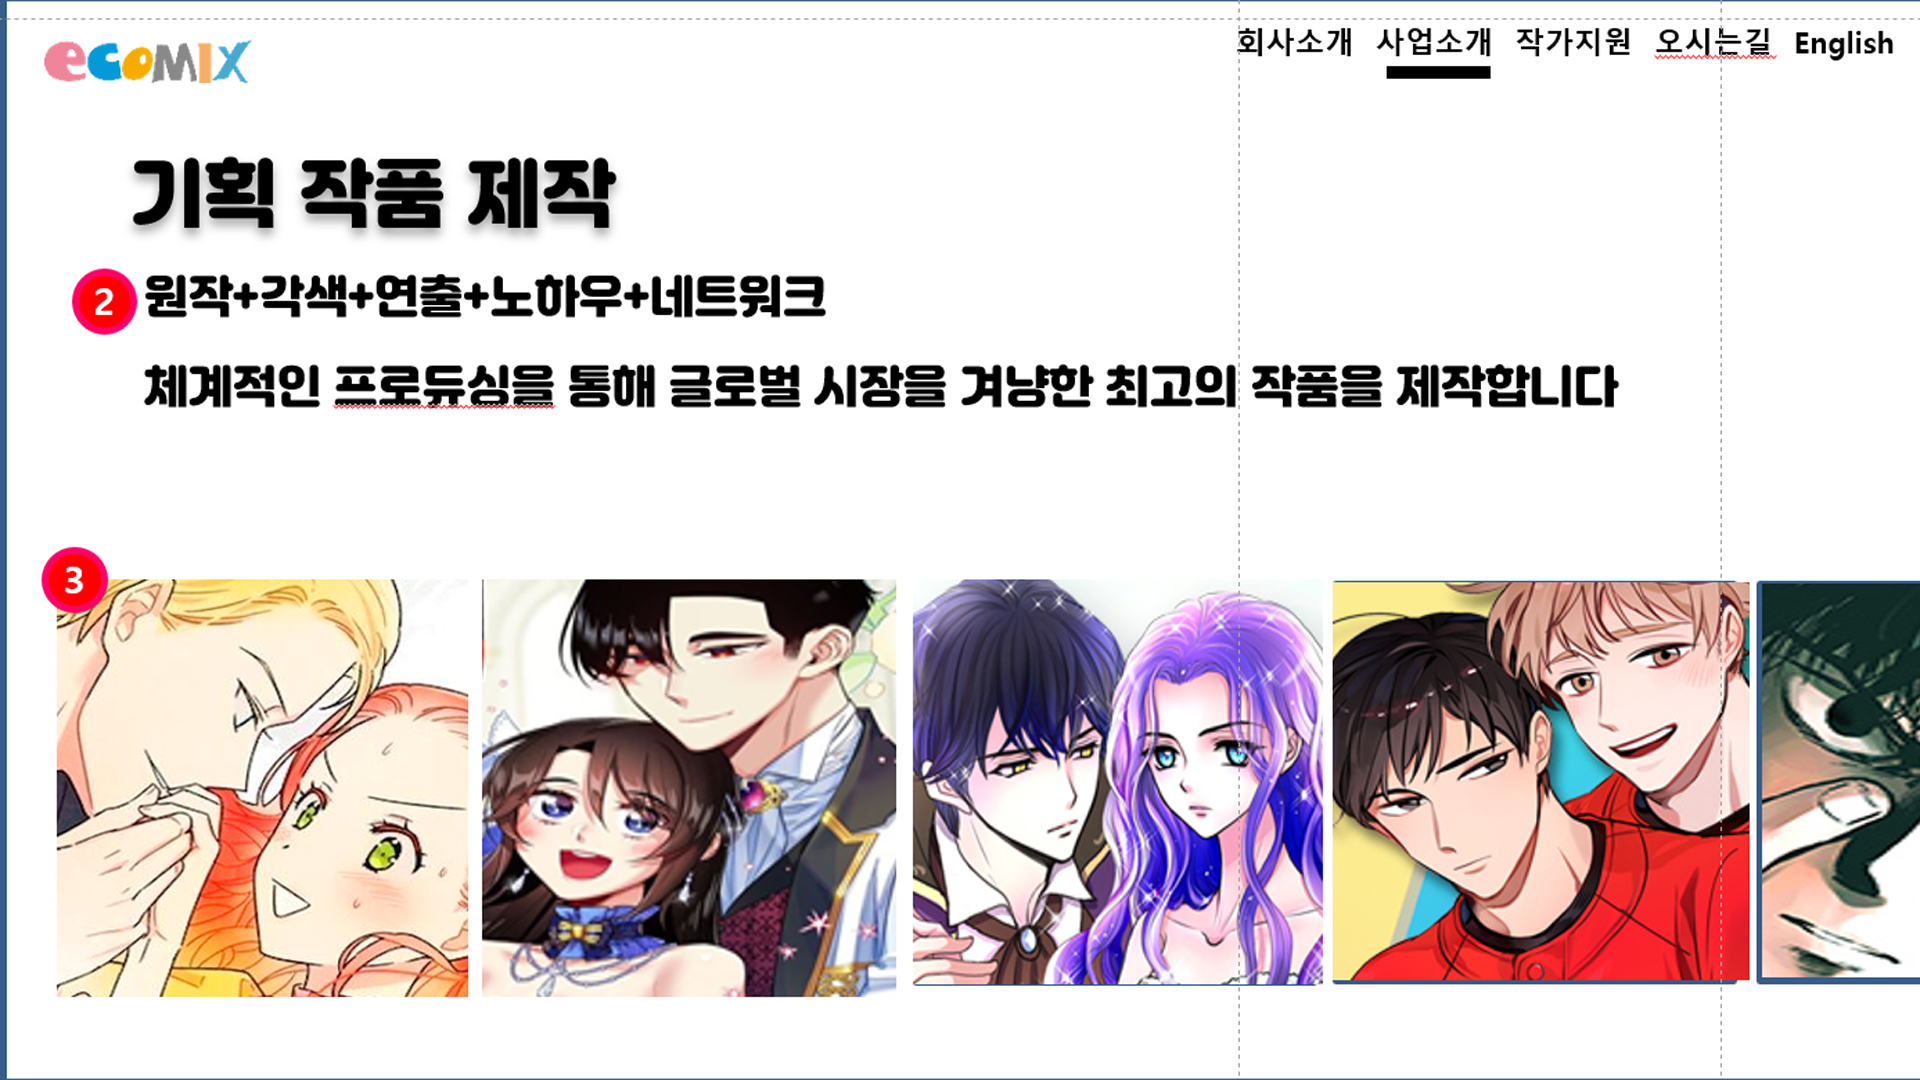 ecomix
회사소개 사업소개 작가지원 오시는길 English
기획 작품 제작
2 원작+각색+연출+노하우+네트워크
체계적인 프로듀싱을 통해 글로벌 시장을 겨냥한 최고의 작품을 제작합니다
3